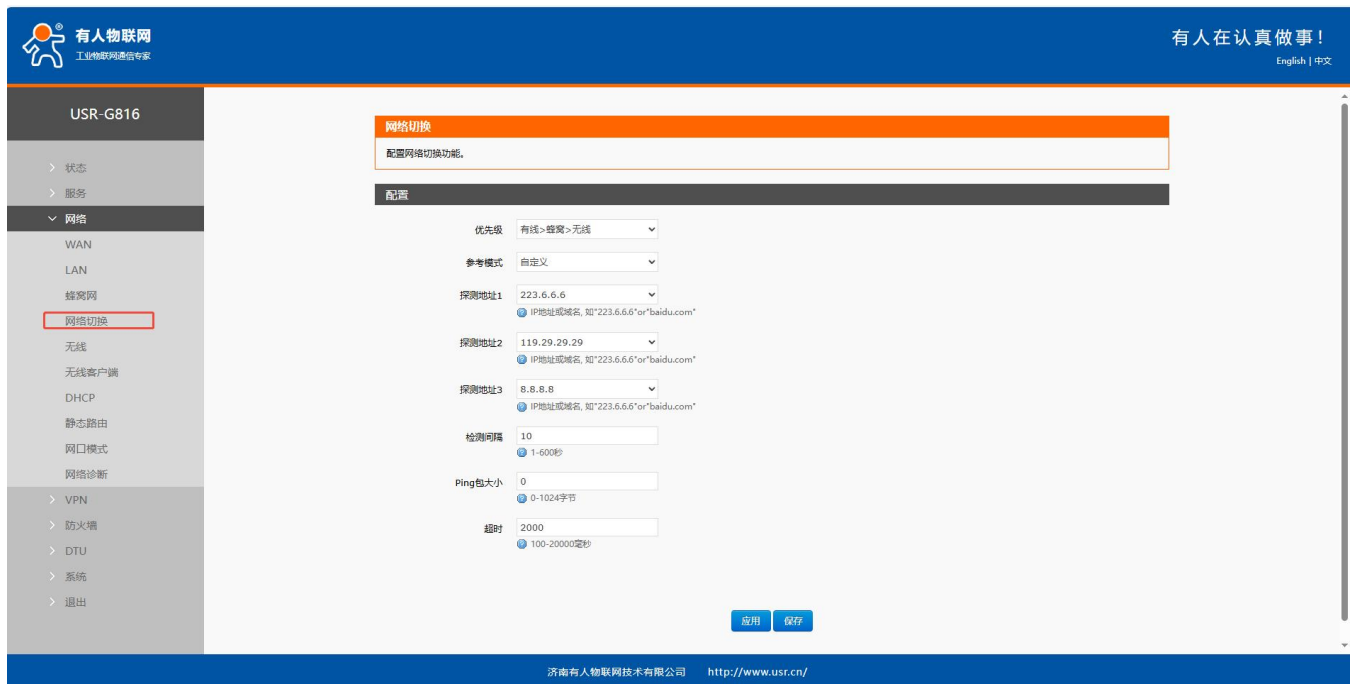 有人物联网
®
工业物联网通信专家
有人在认真做事！
English | 中文
USR-G816
状态
服务
网络
WAN
LAN
蜂窝网
网络切换
无线
无线客户端
DHCP
静态路由
网口模式
网络诊断
VPN
防火墙
DTU
系统
退出
网络切换
配置网络切换功能。
配置
优先级 有线>蜂窝>无线
参考模式 自定义
探测地址1 223.6.6.6
IP地址或域名, 如"223.6.6.6"or"baidu.com"
探测地址2 119.29.29.29
IP地址或域名, 如"223.6.6.6"or"baidu.com"
探测地址3 8.8.8.8
IP地址或域名, 如"223.6.6.6"or"baidu.com"
检测间隔 10
1-600秒
Ping包大小 0
0-1024字节
超时 2000
100-20000毫秒
应用 保存
济南有人物联网技术有限公司 http://www.usr.cn/